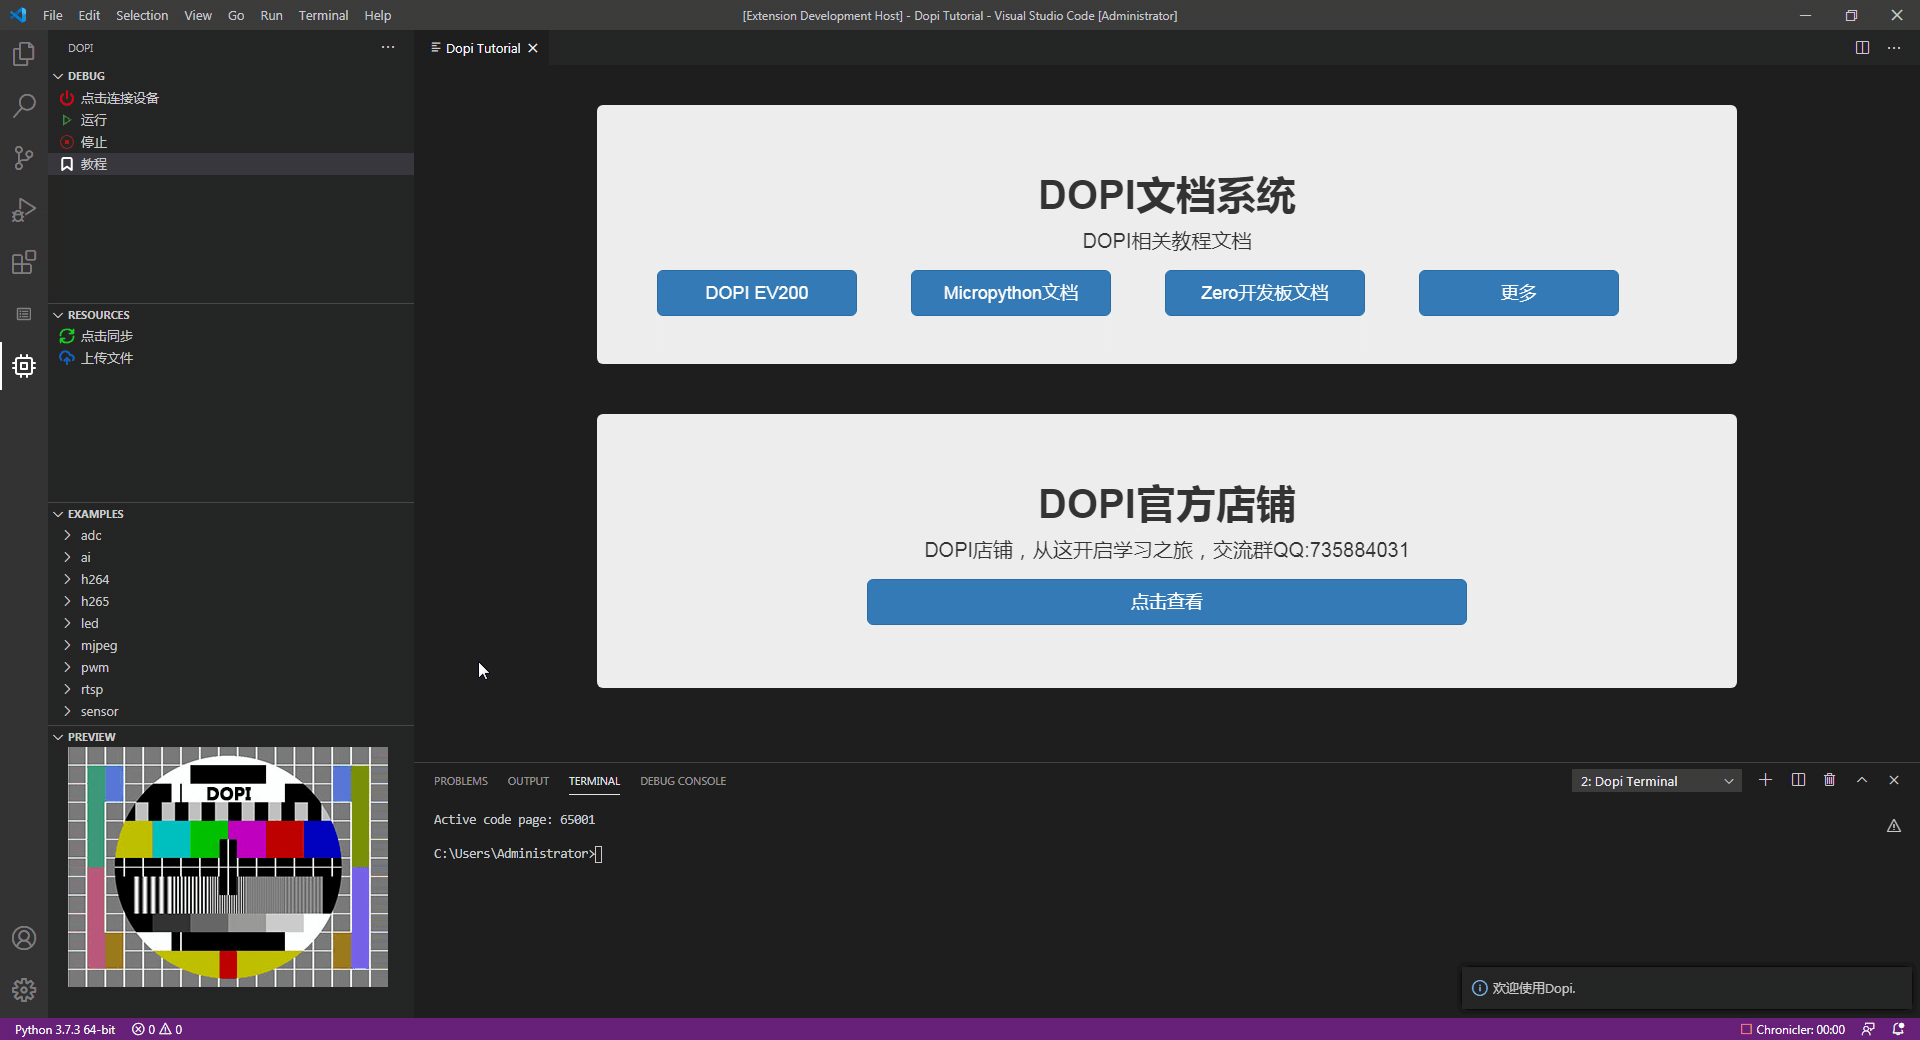 File Edit Selection View Go Run Terminal Help
[Extension Development Host] - Dopi Tutorial - Visual Studio Code [Administrator]
DOPI
DEBUG
点击连接设备
运行
停止
教程
RESOURCES
点击同步
上传文件
EXAMPLES
adc
ai
h264
h265
led
mjpeg
pwm
rtsp
sensor
PREVIEW
DOPI
Dopi Tutorial
DOPI文档系统
DOPI相关教程文档
DOPI EV200 Micropython文档 Zero开发板文档 更多
DOPI官方店铺
DOPI店铺，从这开启学习之旅，交流群QQ:735884031
点击查看
PROBLEMS OUTPUT TERMINAL DEBUG CONSOLE
2: Dopi Terminal
Active code page: 65001
C:\Users\Administrator>
欢迎使用Dopi.
Python 3.7.3 64-bit 0 0
Chronicler: 00:00